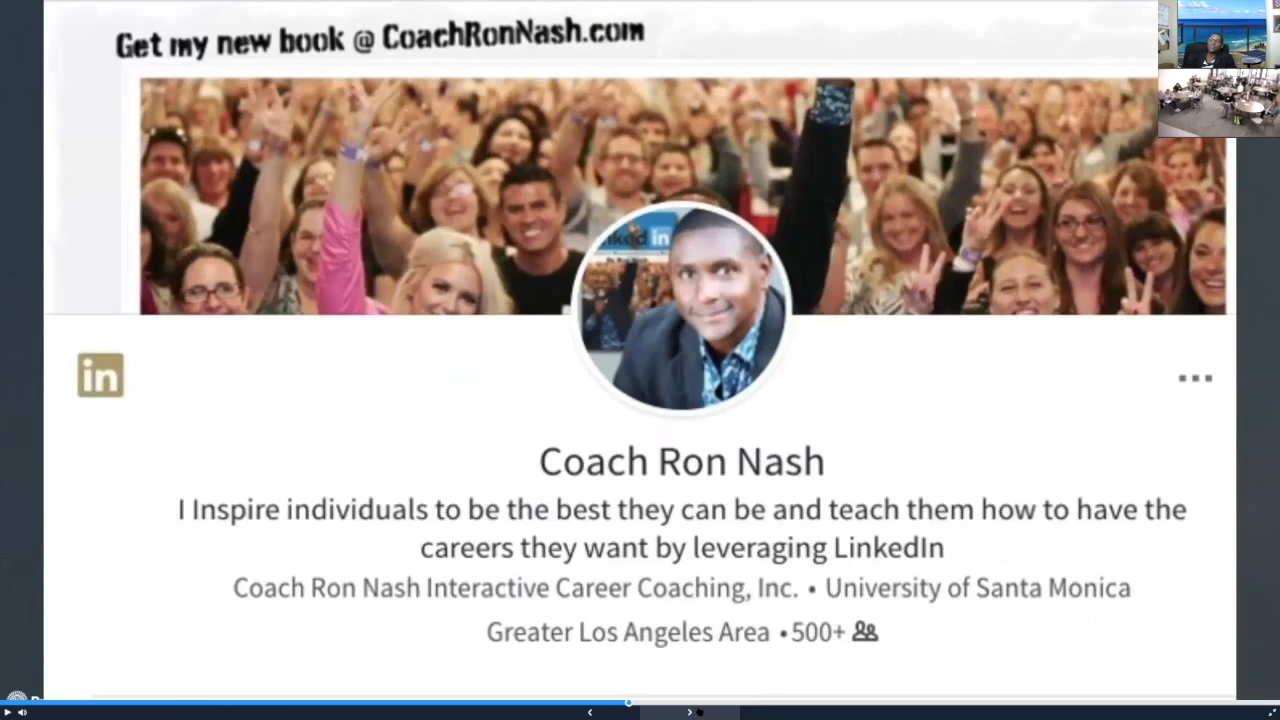 Get my new book @ CoachRonNash.com
in
in
Coach Ron Nash
I Inspire individuals to be the best they can be and teach them how to have the
careers they want by leveraging LinkedIn
Coach Ron Nash Interactive Career Coaching, Inc. • University of Santa Monica
Greater Los Angeles Area • 500+